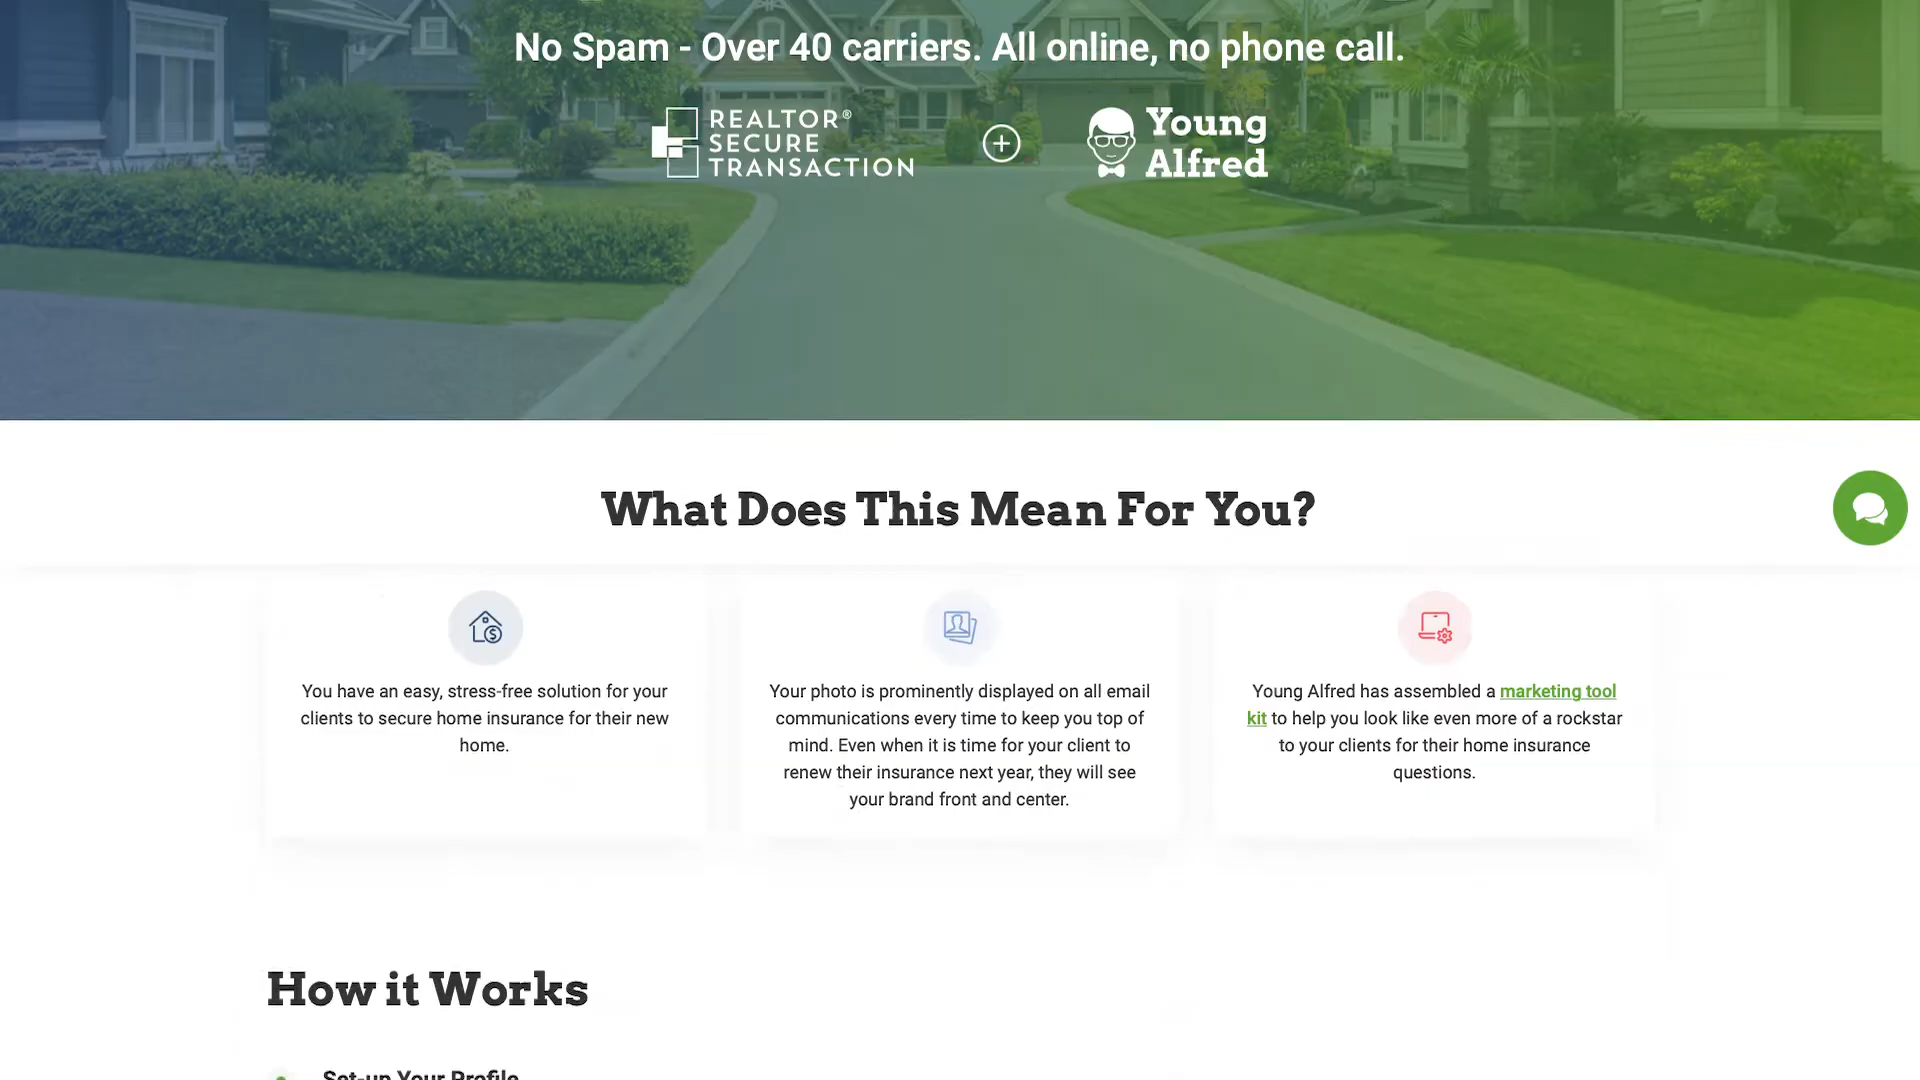 No Spam - Over 40 carriers. All online, no phone call.
REALTOR®
SECURE
TRANSACTION
Young
Alfred
What Does This Mean For You?
You have an easy, stress-free solution for your
clients to secure home insurance for their new
home.
Your photo is prominently displayed on all email
communications every time to keep you top of
mind. Even when it is time for your client to
renew their insurance next year, they will see
your brand front and center.
Young Alfred has assembled a marketing tool
kit to help you look like even more of a rockstar
to your clients for their home insurance
questions.
How it Works
Set-up Your Profile